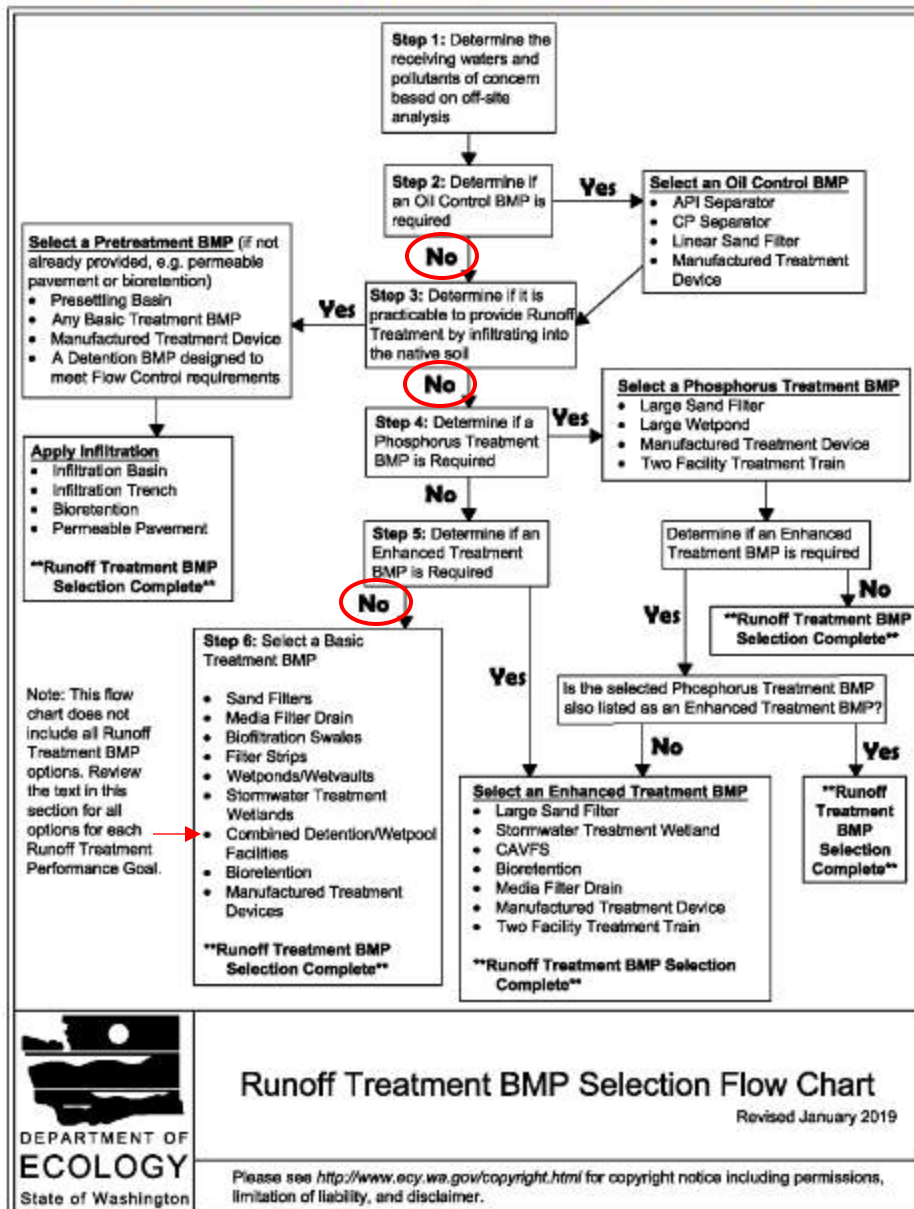 Step 1: Determine the
receiving waters and
pollutants of concern
based on off-site
analysis
Step 2: Determine if
an Oil Control BMP is
required
Yes
Select an Oil Control BMP
• API Separator
• CP Separator
• Linear Sand Filter
• Manufactured Treatment
Device
No
Step 3: Determine if it is
practicable to provide Runoff
Treatment by infiltrating into
the native soil
Yes
Select a Pretreatment BMP (if not
already provided, e.g. permeable
pavement or bioretention)
• Presettling Basin
• Any Basic Treatment BMP
• Manufactured Treatment Device
• A Detention BMP designed to
meet Flow Control requirements
Apply Infiltration
• Infiltration Basin
• Infiltration Trench
• Bioretention
• Permeable Pavement
**Runoff Treatment BMP
Selection Complete**
No
Step 4: Determine if a
Phosphorus Treatment
BMP is Required
Yes
Select a Phosphorus Treatment BMP
• Large Sand Filter
• Large Wetpond
• Manufactured Treatment Device
• Two Facility Treatment Train
No
Step 5: Determine if an
Enhanced Treatment
BMP is Required
Determine if an Enhanced
Treatment BMP is required
No
**Runoff Treatment BMP
Selection Complete**
Yes
Is the selected Phosphorus Treatment BMP
also listed as an Enhanced Treatment BMP?
No
Yes
**Runoff
Treatment
BMP
Selection
Complete**
No
Step 6: Select a Basic
Treatment BMP
• Sand Filters
• Media Filter Drain
• Biofiltration Swales
• Filter Strips
• Wetponds/Wetvaults
• Stormwater Treatment
Wetlands
• Combined Detention/Wetpool
Facilities
• Bioretention
• Manufactured Treatment
Devices
**Runoff Treatment BMP
Selection Complete**
Yes
Select an Enhanced Treatment BMP
• Large Sand Filter
• Stormwater Treatment Wetland
• CAVFS
• Bioretention
• Media Filter Drain
• Manufactured Treatment Device
• Two Facility Treatment Train
**Runoff Treatment BMP Selection
Complete**
Note: This flow
chart does not
include all Runoff
Treatment BMP
options. Review
the text in this
section for all
options for each
Runoff Treatment
Performance Goal.
DEPARTMENT OF
ECOLOGY
State of Washington
Runoff Treatment BMP Selection Flow Chart
Revised January 2019
Please see http://www.ecy.wa.gov/copyright.html for copyright notice including permissions,
limitation of liability, and disclaimer.